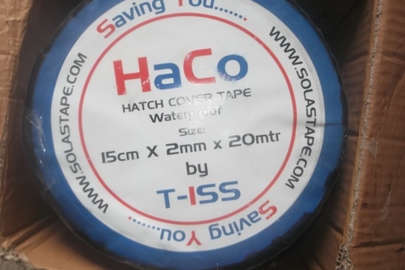 Saving You.......
WWW.SOLASTAPE.COM
WWW.SOLASTAPE.COM
HaCo
HATCH COVER TAPE
Waterproof
Size:
15cm X 2mm x 20mtr
by
T-ISS
Saving You.......